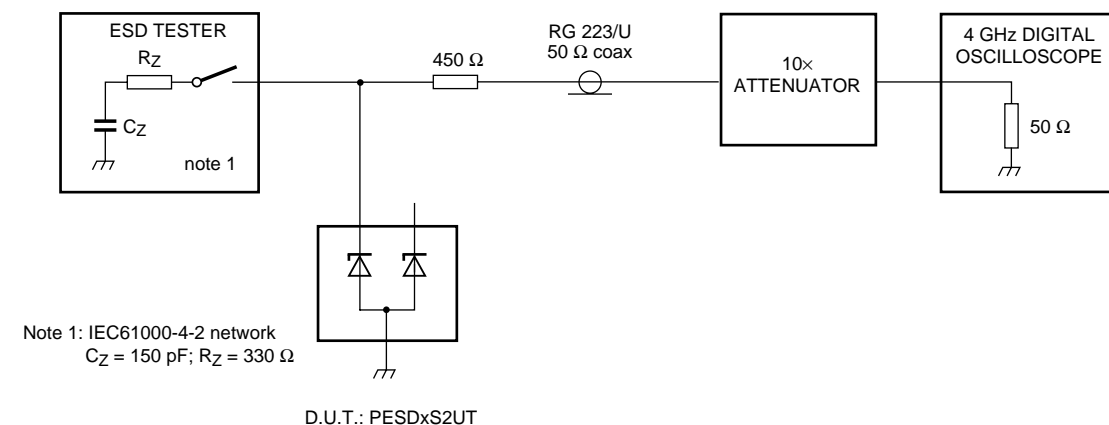 ESD TESTER
RZ
CZ
note 1
450 Ω
RG 223/U
50 Ω coax
10×
ATTENUATOR
4 GHz DIGITAL
OSCILLOSCOPE
50 Ω
Note 1: IEC61000-4-2 network
CZ = 150 pF; RZ = 330 Ω
D.U.T.: PESDxS2UT